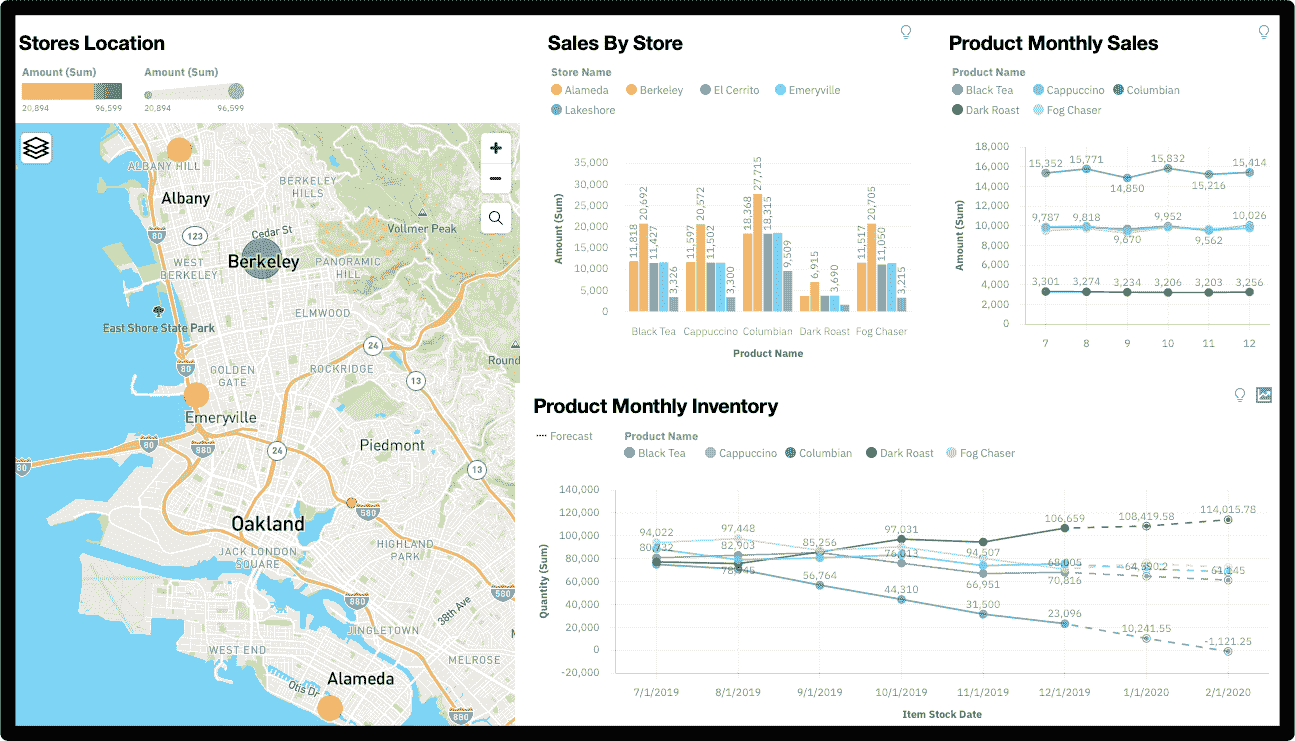 Stores Location
Amount (Sum)
Amount (Sum)
20,894 96,599
20,894 96,599
ALBANY HILL
Albany
BERKELEY HILLS
Vollmer Peak
80
123
Cedar St
WEST BERKELEY
Berkeley
PANORAMIC HILL
East Shore State Park
ELMWOOD
24
Round
80
GOLDEN GATE
ROCKRIDGE
13
Emeryville
80
80
980
24
Piedmont
13
580
Oakland
JACK LONDON SQUARE
HIGHLAND PARK
880
580
38th Ave
JINGLETOWN
WEST END
MELROSE
Alameda
Otis Dr
880
Sales By Store
Store Name
Alameda Berkeley El Cerrito Emeryville
Lakeshore
Amount (Sum)
35,000
30,000
25,000
20,000
15,000
10,000
5,000
0
11,818 20,692 11,427 3,326
11,597 20,572 11,502 3,300
18,368 27,715 18,315 9,509
6,915 3,690
11,517 20,705 11,050 3,215
Black Tea Cappuccino Columbian Dark Roast Fog Chaser
Product Name
Product Monthly Sales
Product Name
Black Tea Cappuccino Columbian
Dark Roast Fog Chaser
Amount (Sum)
18,000
16,000
14,000
12,000
10,000
8,000
6,000
4,000
2,000
0
15,352 15,771 14,850 15,832 15,216 15,414
9,787 9,818 9,670 9,952 9,562 10,026
3,301 3,274 3,234 3,206 3,203 3,256
7 8 9 10 11 12
Product Monthly Inventory
Forecast
Product Name
Black Tea Cappuccino Columbian Dark Roast Fog Chaser
Quantity (Sum)
140,000
120,000
100,000
80,000
60,000
40,000
20,000
0
-20,000
94,022 97,448 85,256 97,031 94,507 106,659 108,419.58 114,015.78
82,903 76,013 66,951 68,005 70,816
56,764 44,310 31,500 23,096 10,241.55 -1,121.25
7/1/2019 8/1/2019 9/1/2019 10/1/2019 11/1/2019 12/1/2019 1/1/2020 2/1/2020
Item Stock Date